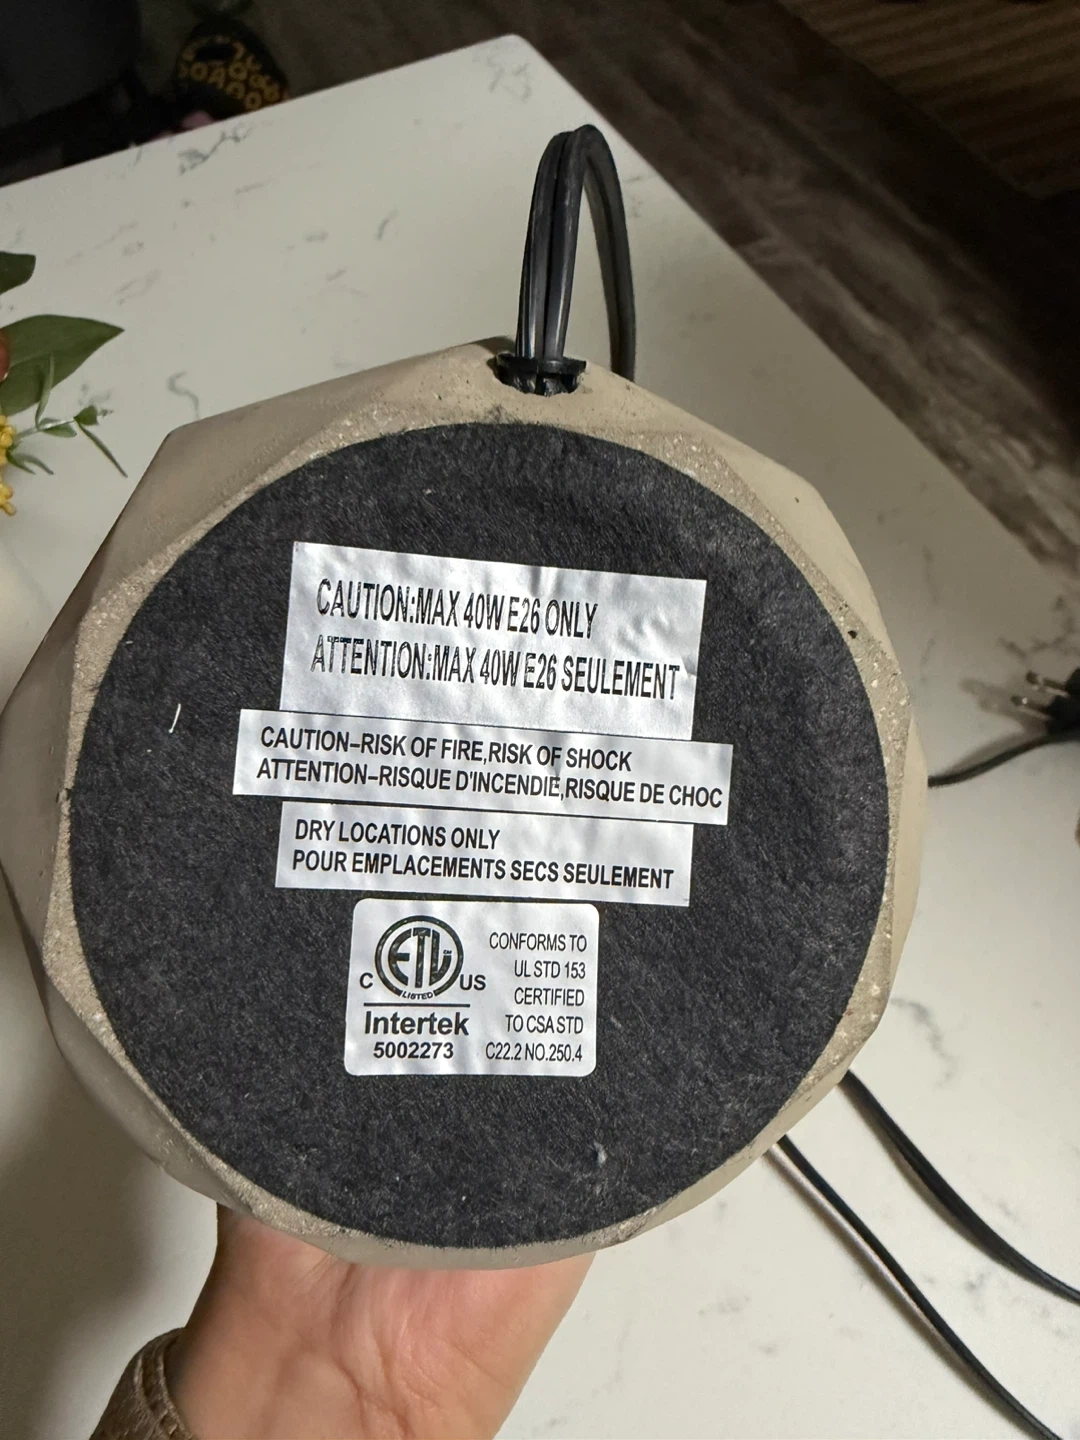 CAUTION:MAX 40W E26 ONLY
ATTENTION:MAX 40W E26 SEULEMENT
CAUTION–RISK OF FIRE,RISK OF SHOCK
ATTENTION–RISQUE D'INCENDIE,RISQUE DE CHOC
DRY LOCATIONS ONLY
POUR EMPLACEMENTS SECS SEULEMENT
ETL
LISTED
C US
Intertek
5002273
CONFORMS TO
UL STD 153
CERTIFIED
TO CSA STD
C22.2 NO.250.4